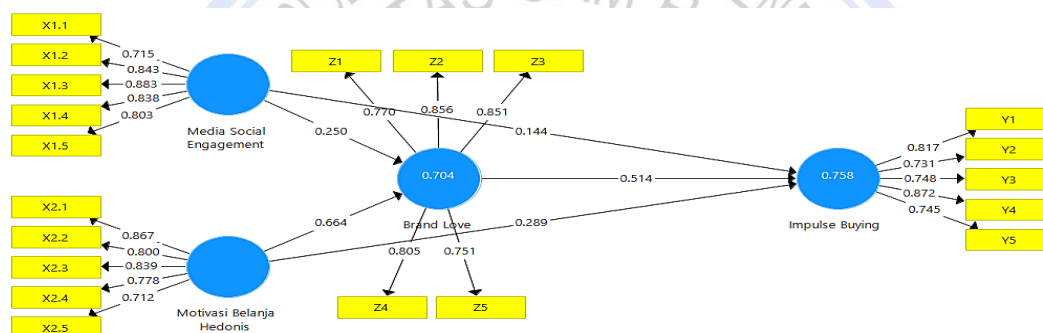 X1.1
X1.2
X1.3
X1.4
X1.5
0.715
0.843
0.883
0.838
0.803
Media Social
Engagement
Z1
Z2
Z3
0.770
0.856
0.851
0.250
0.144
0.704
Brand Love
0.514
0.758
Impulse Buying
0.817
0.731
0.748
0.872
0.745
Y1
Y2
Y3
Y4
Y5
X2.1
X2.2
X2.3
X2.4
X2.5
0.867
0.800
0.839
0.778
0.712
Motivasi Belanja
Hedonis
0.664
0.289
0.805
0.751
Z4
Z5